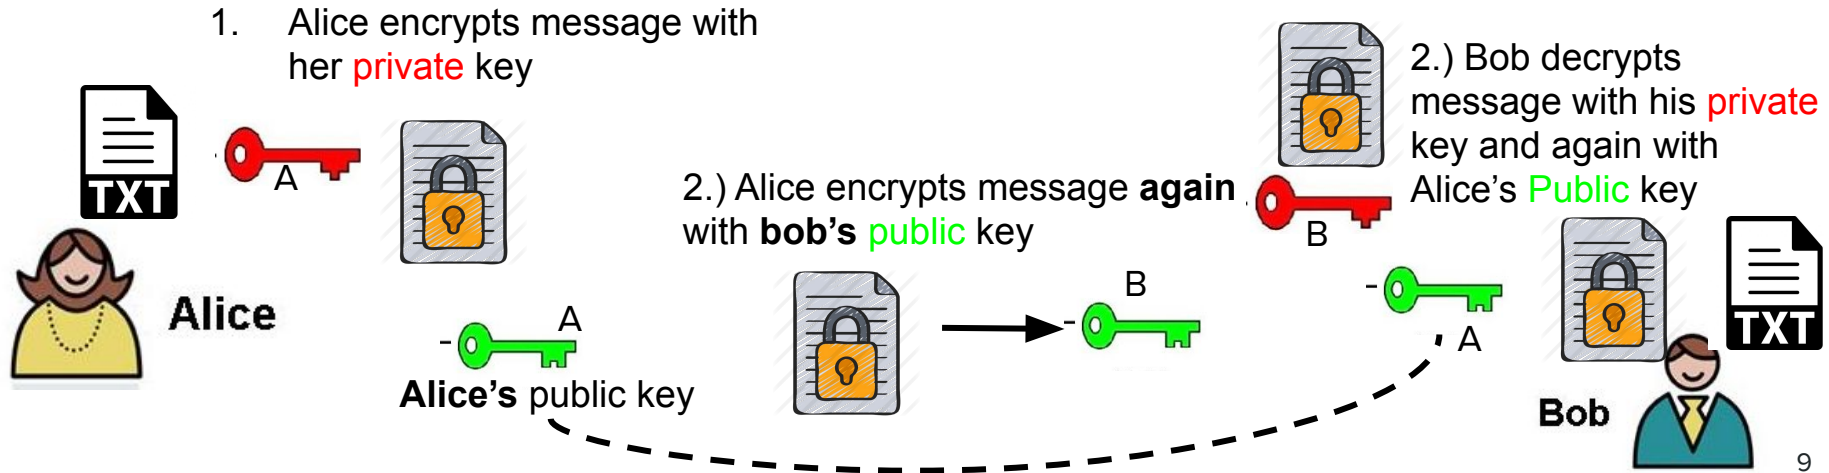 1. Alice encrypts message with
her private key
TXT
A
Alice
A
Alice's public key
2.) Alice encrypts message again
with bob's public key
B
2.) Bob decrypts
message with his private
key and again with
Alice's Public key
B
A
TXT
Bob
9